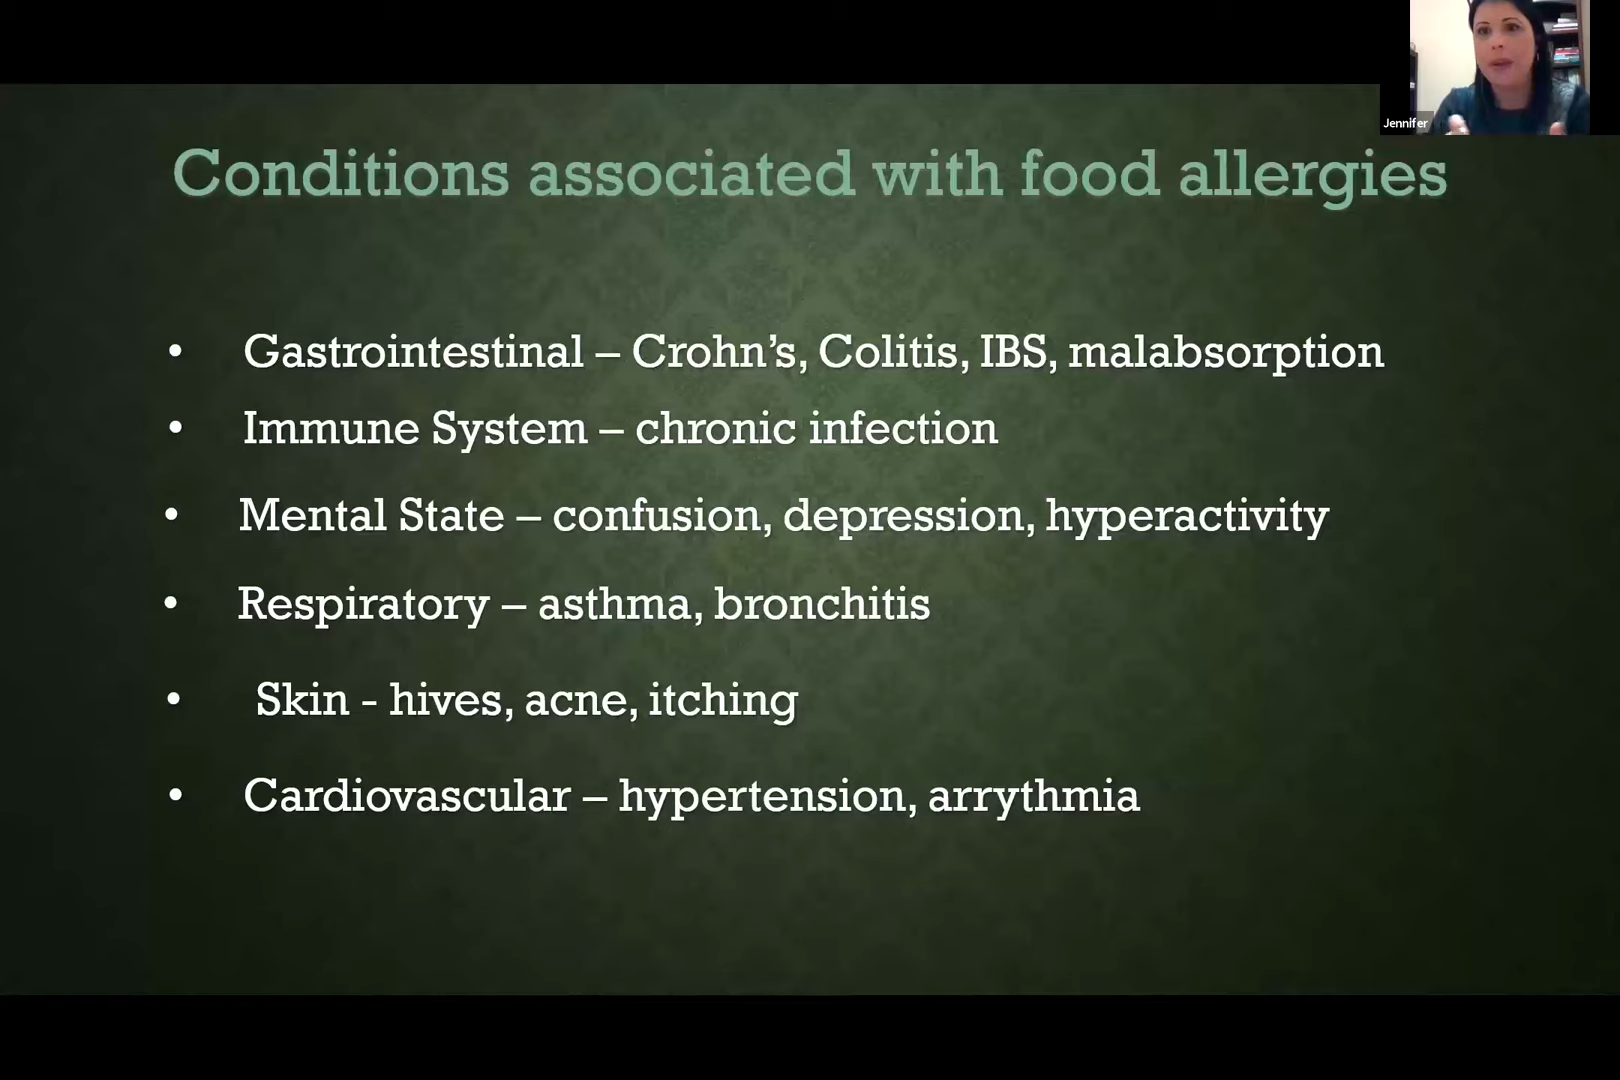 Jennifer
Conditions associated with food allergies
• Gastrointestinal – Crohn’s, Colitis, IBS, malabsorption
• Immune System – chronic infection
• Mental State – confusion, depression, hyperactivity
• Respiratory – asthma, bronchitis
• Skin - hives, acne, itching
• Cardiovascular – hypertension, arrythmia